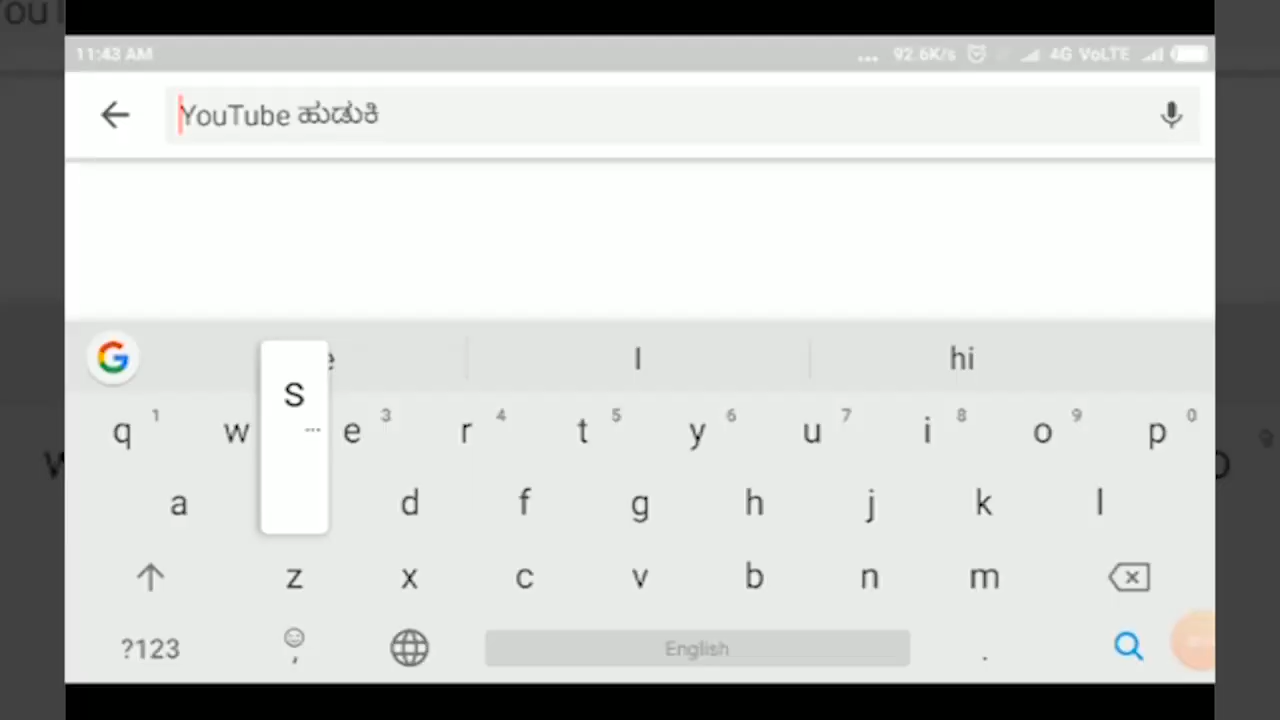 11:43 AM ... 92.6K/s 4G VoLTE
YouTube ಹುಡುಕಿ
I hi
S
q 1 w e 3 r 4 t 5 y 6 u 7 i 8 o 9 p 0
a d f g h j k l
z x c v b n m
?123 , English .